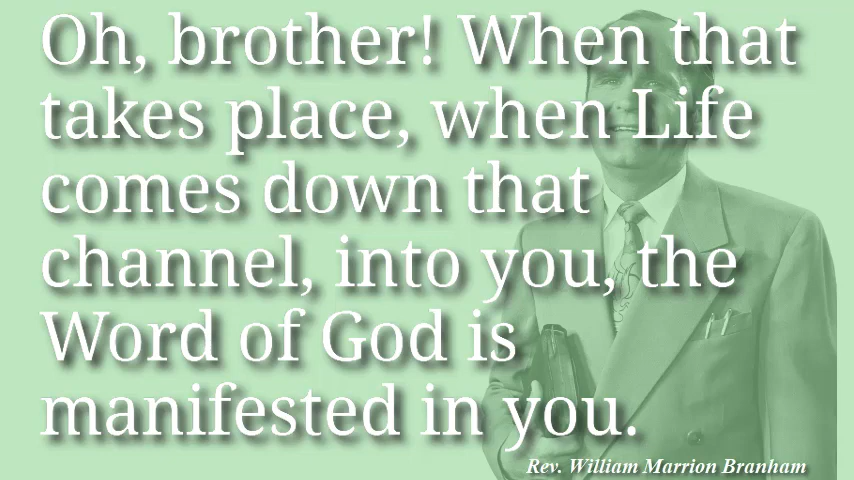 Oh, brother! When that
takes place, when Life
comes down that
channel, into you, the
Word of God is
manifested in you.
Rev. William Marrion Branham